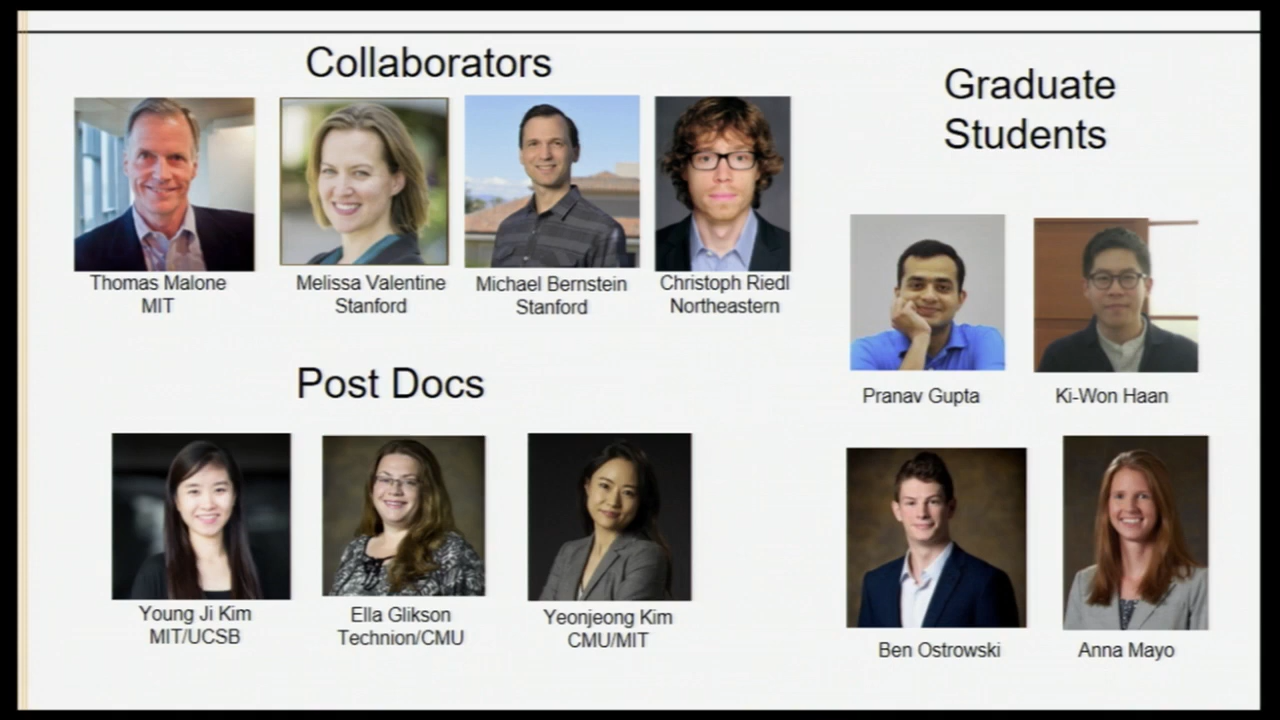 Collaborators
Thomas Malone
MIT
Melissa Valentine
Stanford
Michael Bernstein
Stanford
Christoph Riedl
Northeastern
Post Docs
Young Ji Kim
MIT/UCSB
Ella Glikson
Technion/CMU
Yeonjeong Kim
CMU/MIT
Graduate
Students
Pranav Gupta
Ki-Won Haan
Ben Ostrowski
Anna Mayo